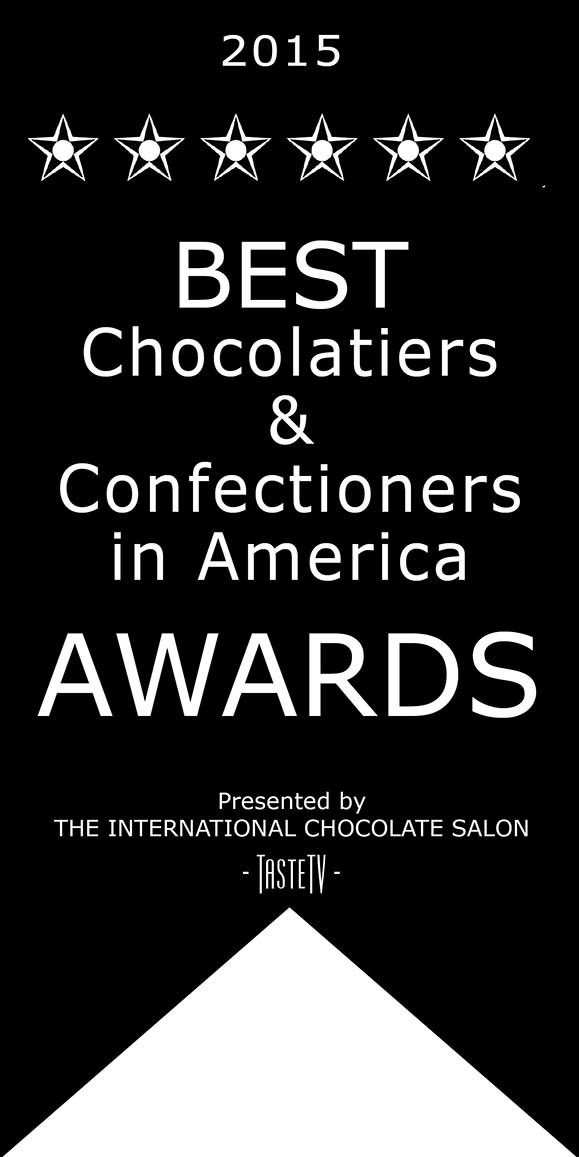 2015
BEST
Chocolatiers
&
Confectioners
in America
AWARDS
Presented by
THE INTERNATIONAL CHOCOLATE SALON
- TASTETV -